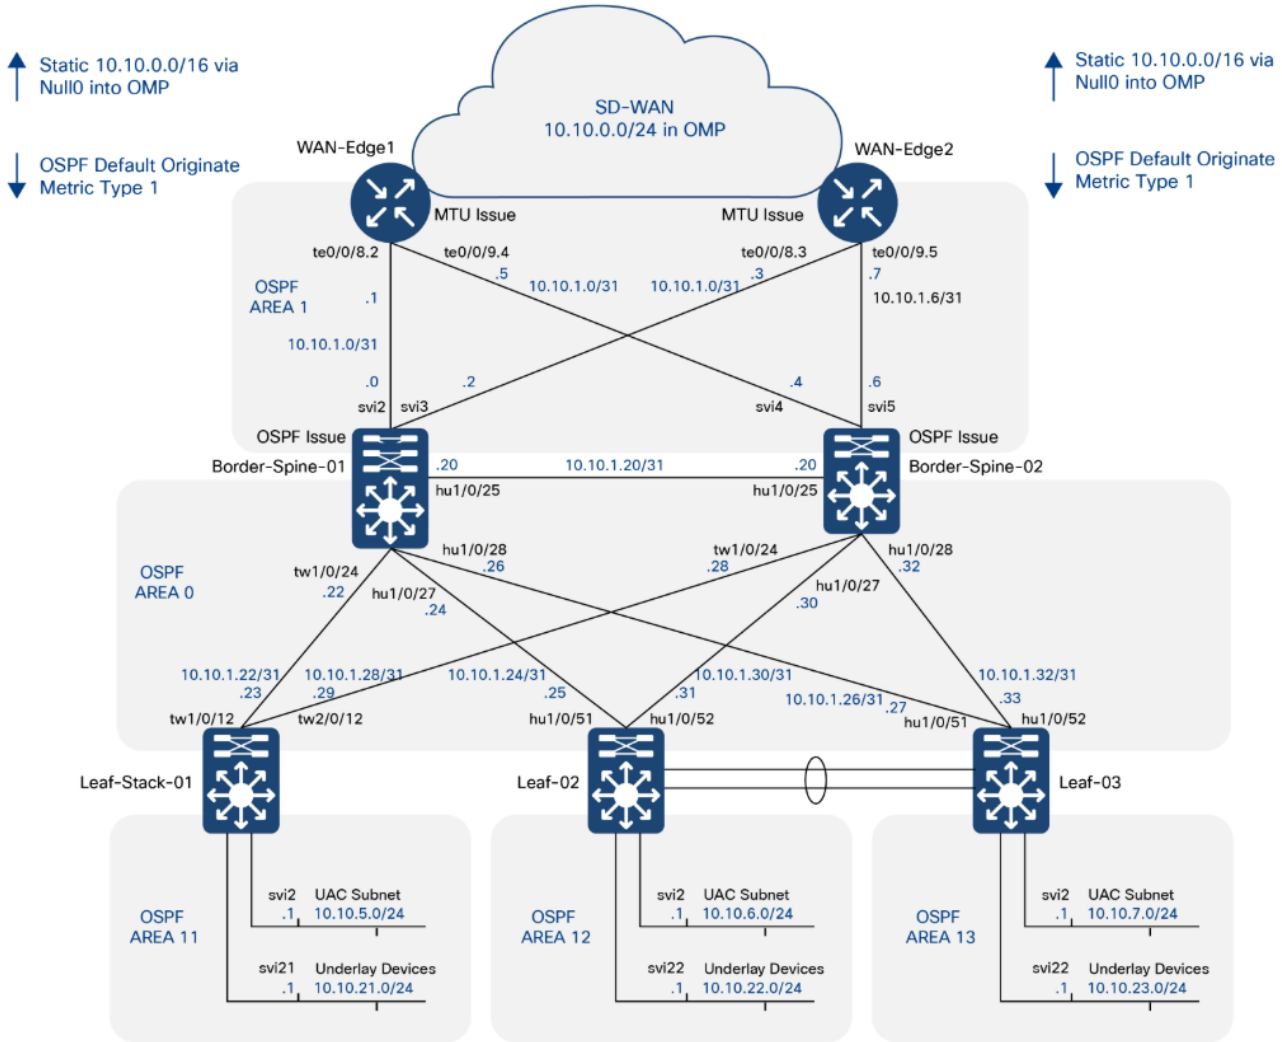 Static 10.10.0.0/16 via
Null0 into OMP
OSPF Default Originate
Metric Type 1
SD-WAN
10.10.0.0/24 in OMP
Static 10.10.0.0/16 via
Null0 into OMP
OSPF Default Originate
Metric Type 1
WAN-Edge1
WAN-Edge2
MTU Issue
MTU Issue
te0/0/8.2
te0/0/9.4
te0/0/8.3
te0/0/9.5
OSPF
AREA 1
.1
.5
10.10.1.0/31
10.10.1.0/31
.3
.7
10.10.1.6/31
10.10.1.0/31
.0
.2
.4
.6
svi2
svi3
svi4
svi5
OSPF Issue
OSPF Issue
Border-Spine-01
.20
10.10.1.20/31
.20
Border-Spine-02
hu1/0/25
hu1/0/25
OSPF
AREA 0
tw1/0/24
.22
hu1/0/28
.26
hu1/0/27
.24
tw1/0/24
.28
hu1/0/28
.32
hu1/0/27
.30
10.10.1.22/31
.23
10.10.1.28/31
.29
10.10.1.24/31
.25
10.10.1.30/31
.31
10.10.1.26/31
.27
10.10.1.32/31
.33
tw1/0/12
tw2/0/12
hu1/0/51
hu1/0/52
hu1/0/51
hu1/0/52
Leaf-Stack-01
Leaf-02
Leaf-03
OSPF
AREA 11
svi2
UAC Subnet
.1
10.10.5.0/24
svi21
Underlay Devices
.1
10.10.21.0/24
OSPF
AREA 12
svi2
UAC Subnet
.1
10.10.6.0/24
svi22
Underlay Devices
.1
10.10.22.0/24
OSPF
AREA 13
svi2
UAC Subnet
.1
10.10.7.0/24
svi22
Underlay Devices
.1
10.10.23.0/24